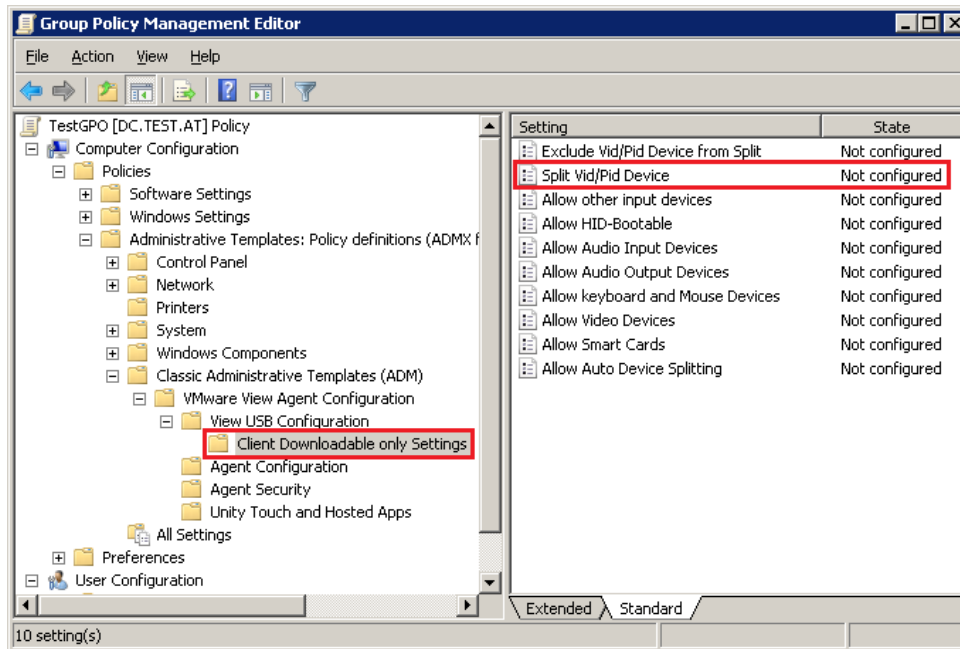 Group Policy Management Editor
File Action View Help
TestGPO [DC.TEST.AT] Policy
Computer Configuration
Policies
Software Settings
Windows Settings
Administrative Templates: Policy definitions (ADMX f
Control Panel
Network
Printers
System
Windows Components
Classic Administrative Templates (ADM)
VMware View Agent Configuration
View USB Configuration
Client Downloadable only Settings
Agent Configuration
Agent Security
Unity Touch and Hosted Apps
All Settings
Preferences
User Configuration
Setting State
Exclude Vid/Pid Device from Split Not configured
Split Vid/Pid Device Not configured
Allow other input devices Not configured
Allow HID-Bootable Not configured
Allow Audio Input Devices Not configured
Allow Audio Output Devices Not configured
Allow keyboard and Mouse Devices Not configured
Allow Video Devices Not configured
Allow Smart Cards Not configured
Allow Auto Device Splitting Not configured
Extended Standard
10 setting(s)